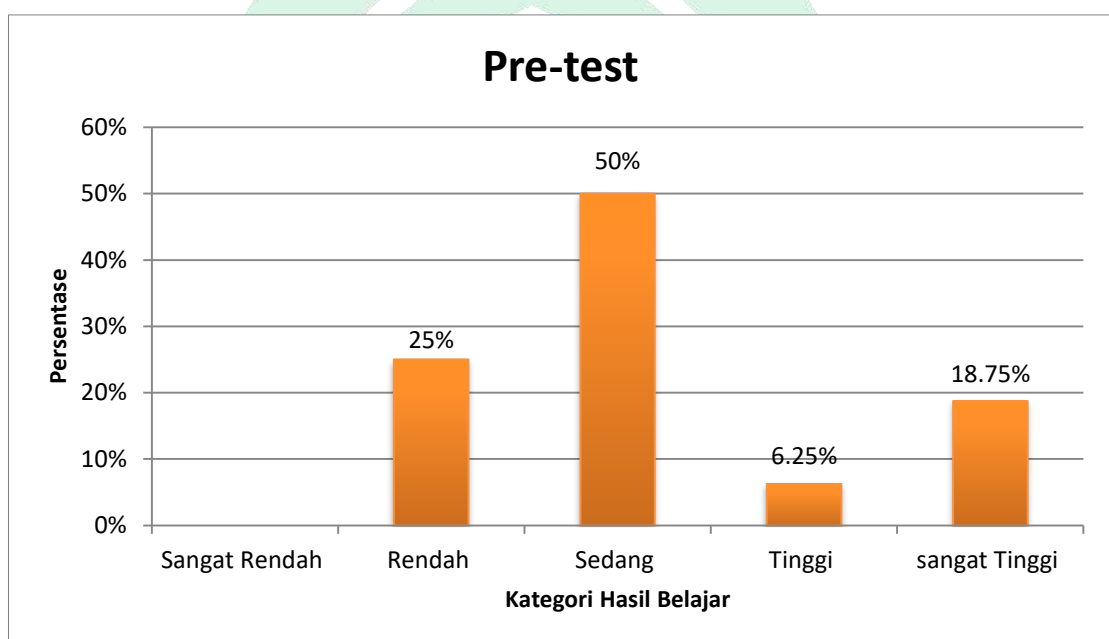 Pre-test
60%
50%
40%
30%
20%
10%
0%
Persentase
25%
50%
6.25%
18.75%
Sangat Rendah
Rendah
Sedang
Tinggi
sangat Tinggi
Kategori Hasil Belajar